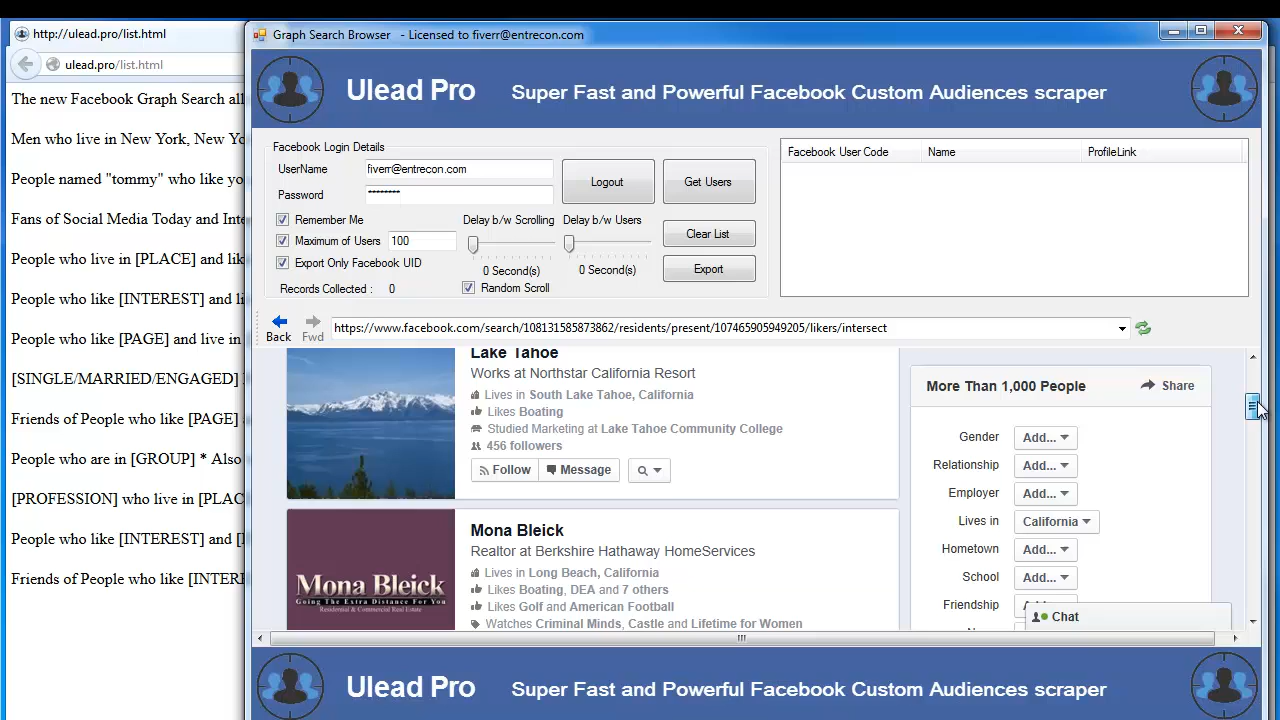 http://ulead.pro/list.html
ulead.pro/list.html
The new Facebook Graph Search all
Men who live in New York, New Yo
People named "tommy" who like yo
Fans of Social Media Today and Inte
People who live in [PLACE] and lik
People who like [INTEREST] and li
People who like [PAGE] and live in
[SINGLE/MARRIED/ENGAGED]
Friends of People who like [PAGE]
People who are in [GROUP] * Also
[PROFESSION] who live in [PLAC
People who like [INTEREST] and [
Friends of People who like [INTERE
Graph Search Browser - Licensed to fiverr@entrecon.com
Ulead Pro Super Fast and Powerful Facebook Custom Audiences scraper
Facebook Login Details
UserName fiverr@entrecon.com
Password ********
Logout
Get Users
Remember Me
Maximum of Users 100
Export Only Facebook UID
Records Collected : 0
Delay b/w Scrolling
0 Second(s)
Delay b/w Users
0 Second(s)
Random Scroll
Clear List
Export
Facebook User Code Name ProfileLink
Back
Fwd
https://www.facebook.com/search/108131585873862/residents/present/107465905949205/likers/intersect
Lake Tahoe
Works at Northstar California Resort
Lives in South Lake Tahoe, California
Likes Boating
Studied Marketing at Lake Tahoe Community College
456 followers
Follow Message
Mona Bleick
Going The Extra Distance For You
Residential & Commercial Real Estate
Mona Bleick
Realtor at Berkshire Hathaway HomeServices
Lives in Long Beach, California
Likes Boating, DEA and 7 others
Likes Golf and American Football
Watches Criminal Minds, Castle and Lifetime for Women
More Than 1,000 People Share
Gender Add...
Relationship Add...
Employer Add...
Lives in California
Hometown Add...
School Add...
Friendship
Chat
Ulead Pro Super Fast and Powerful Facebook Custom Audiences scraper